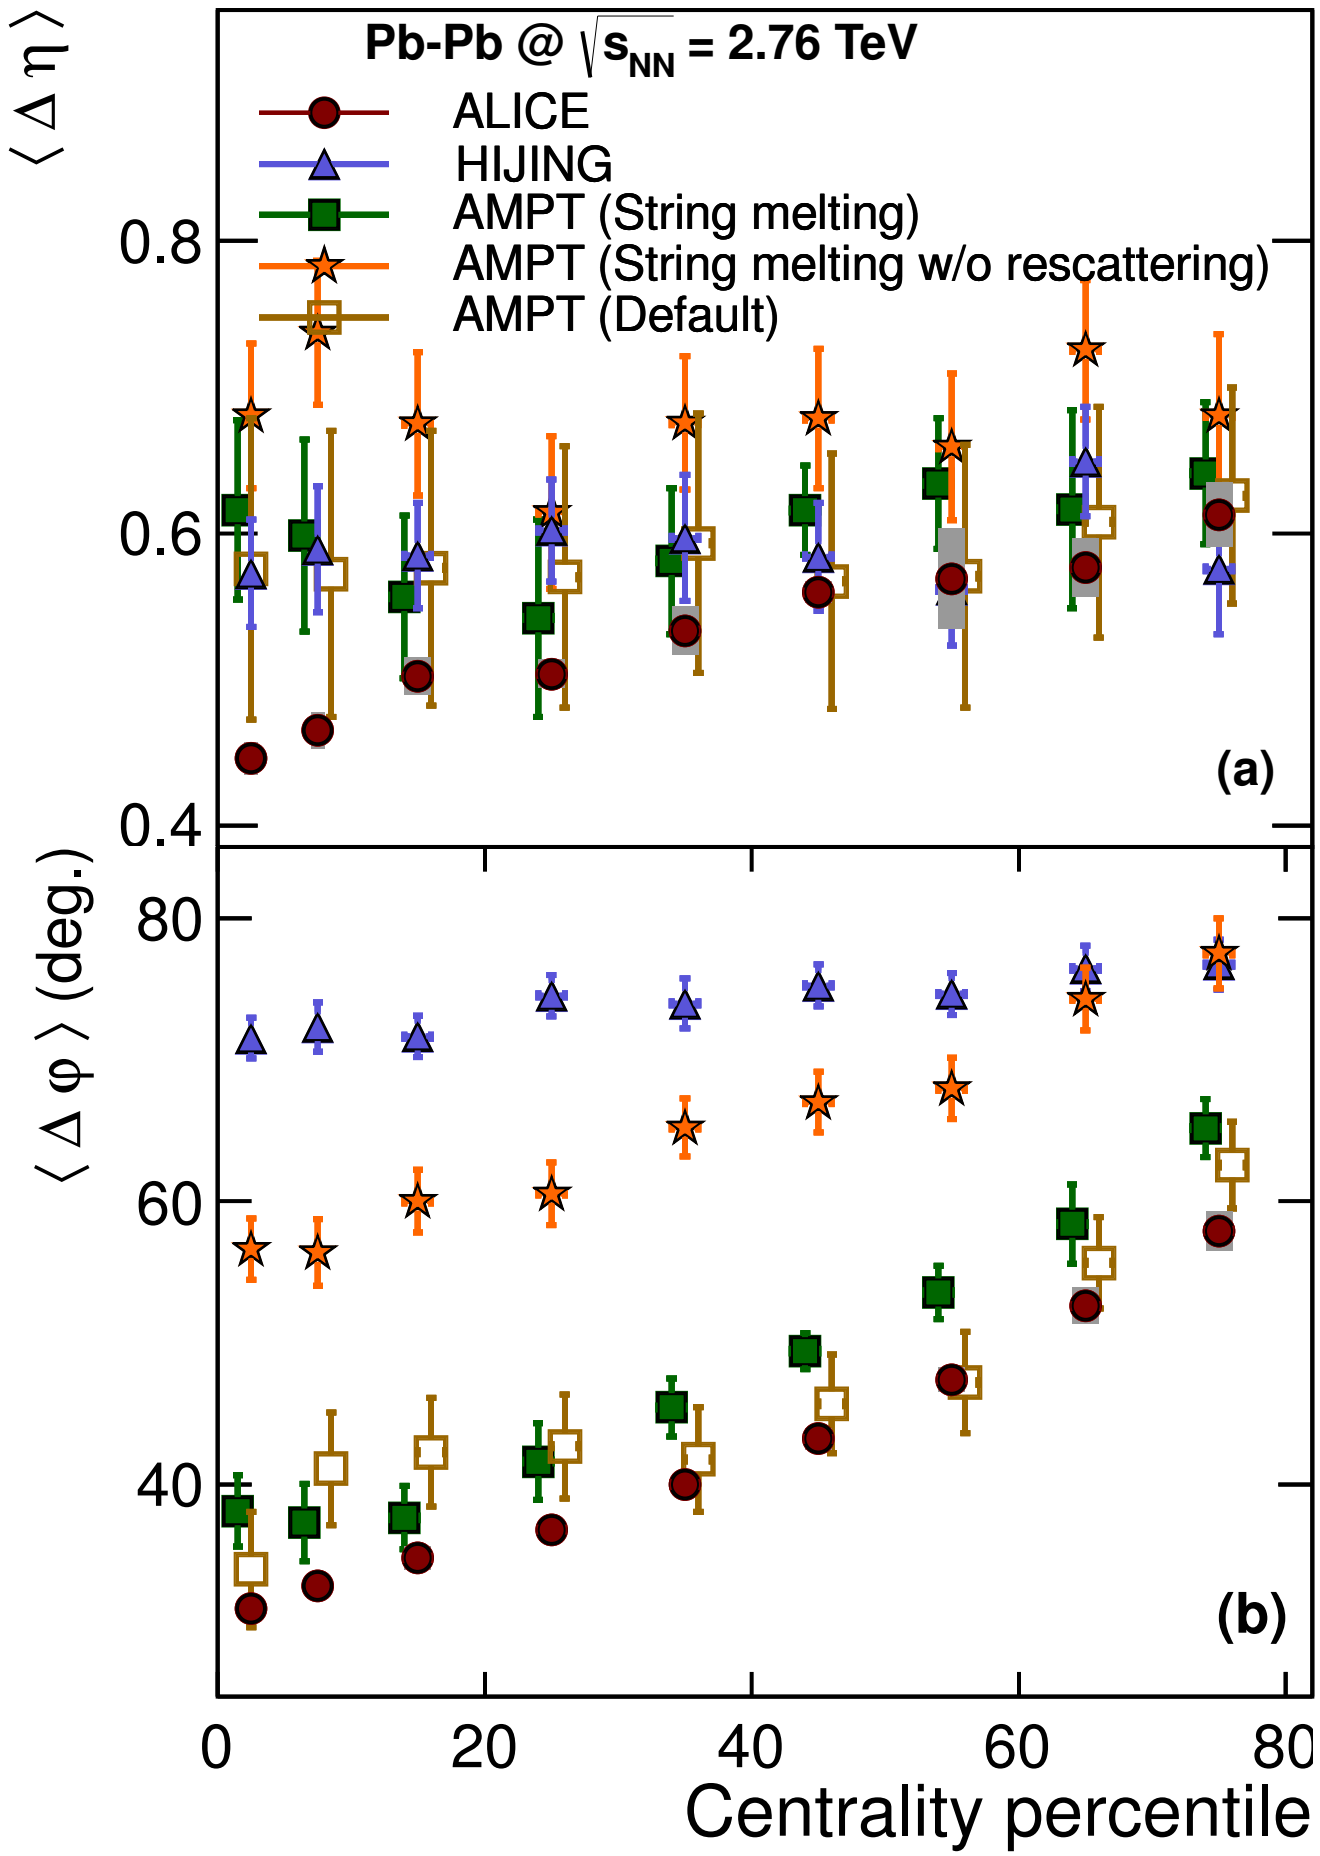 ⟨ Δ η ⟩
Pb-Pb @ √sNN = 2.76 TeV
ALICE
HIJING
AMPT (String melting)
AMPT (String melting w/o rescattering)
AMPT (Default)
0.8
0.6
0.4
(a)
⟨ Δ φ ⟩ (deg.)
80
60
40
(b)
0 20 40 60 80
Centrality percentile